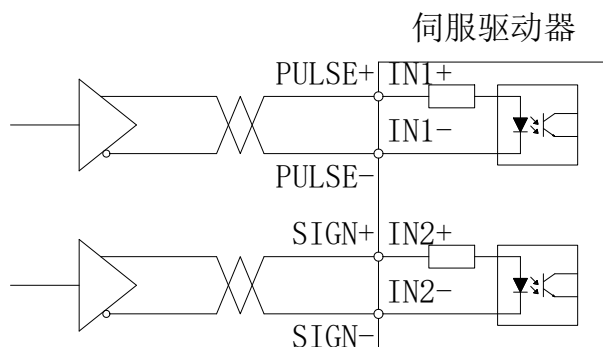 伺服驱动器
PULSE+ IN1+
IN1-
PULSE-
SIGN+ IN2+
IN2-
SIGN-